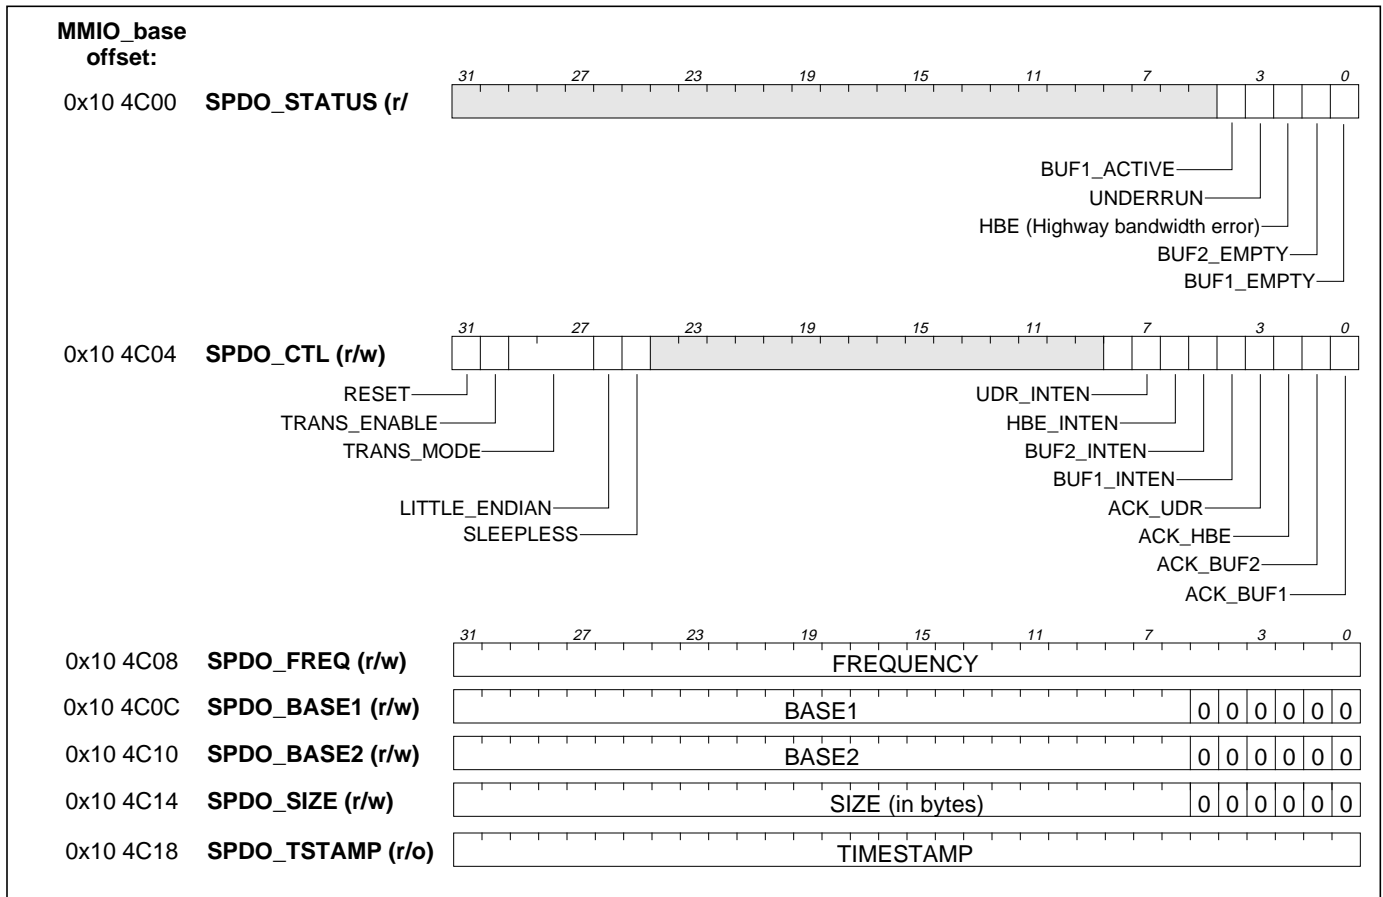 MMIO_base
offset:
31 27 23 19 15 11 7 3 0
0x10 4C00 SPDO_STATUS (r/
BUF1_ACTIVE
UNDERRUN
HBE (Highway bandwidth error)
BUF2_EMPTY
BUF1_EMPTY
31 27 23 19 15 11 7 3 0
0x10 4C04 SPDO_CTL (r/w)
RESET UDR_INTEN
TRANS_ENABLE HBE_INTEN
TRANS_MODE BUF2_INTEN
BUF1_INTEN
LITTLE_ENDIAN ACK_UDR
SLEEPLESS ACK_HBE
ACK_BUF2
ACK_BUF1
31 27 23 19 15 11 7 3 0
0x10 4C08 SPDO_FREQ (r/w) FREQUENCY
0x10 4C0C SPDO_BASE1 (r/w) BASE1 0 0 0 0 0 0
0x10 4C10 SPDO_BASE2 (r/w) BASE2 0 0 0 0 0 0
0x10 4C14 SPDO_SIZE (r/w) SIZE (in bytes) 0 0 0 0 0 0
0x10 4C18 SPDO_TSTAMP (r/o) TIMESTAMP